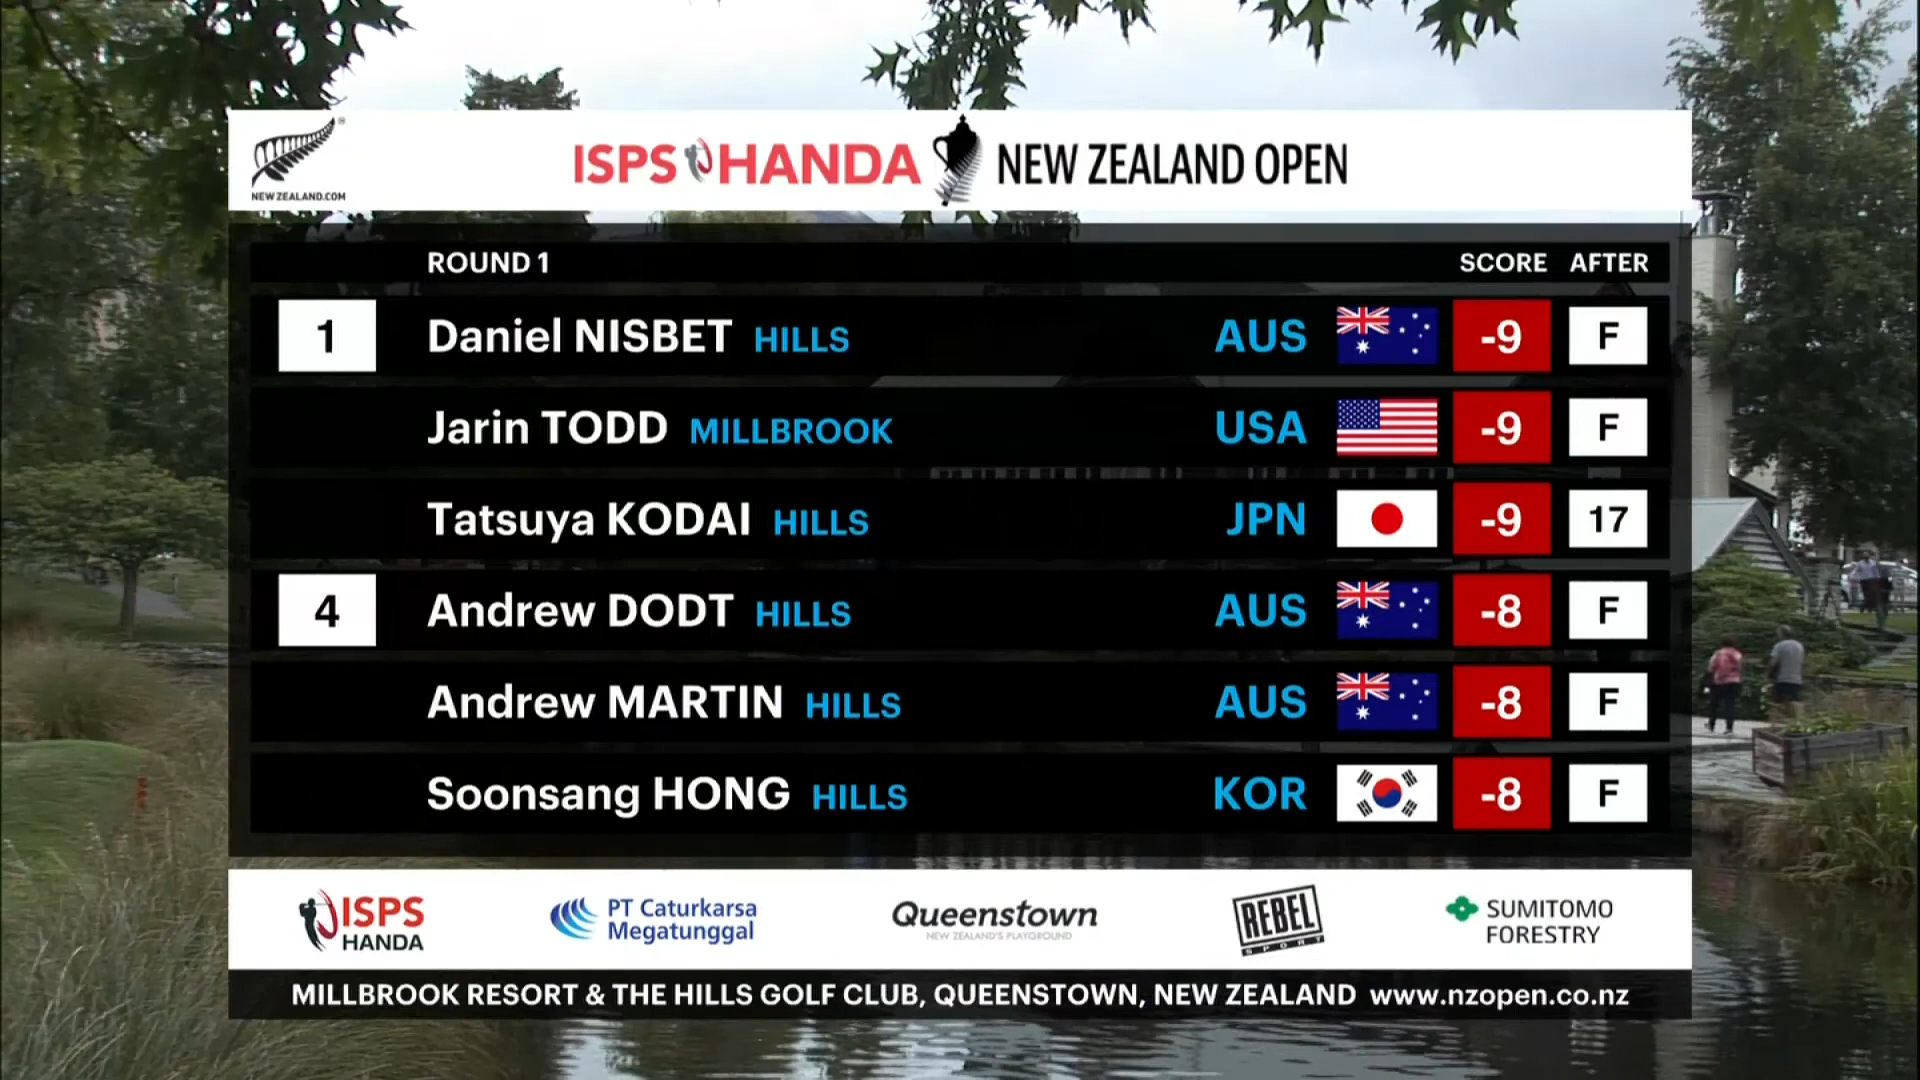 NEW ZEALAND.COM
ISPS HANDA NEW ZEALAND OPEN
ROUND 1 SCORE AFTER
1 Daniel NISBET HILLS AUS -9 F
Jarin TODD MILLBROOK USA -9 F
Tatsuya KODAI HILLS JPN -9 17
4 Andrew DODT HILLS AUS -8 F
Andrew MARTIN HILLS AUS -8 F
Soonsang HONG HILLS KOR -8 F
ISPS
HANDA
PT Caturkarsa
Megatunggal
Queenstown
NEW ZEALAND'S PLAYGROUND
REBEL
SPORT
SUMITOMO
FORESTRY
MILLBROOK RESORT & THE HILLS GOLF CLUB, QUEENSTOWN, NEW ZEALAND www.nzopen.co.nz